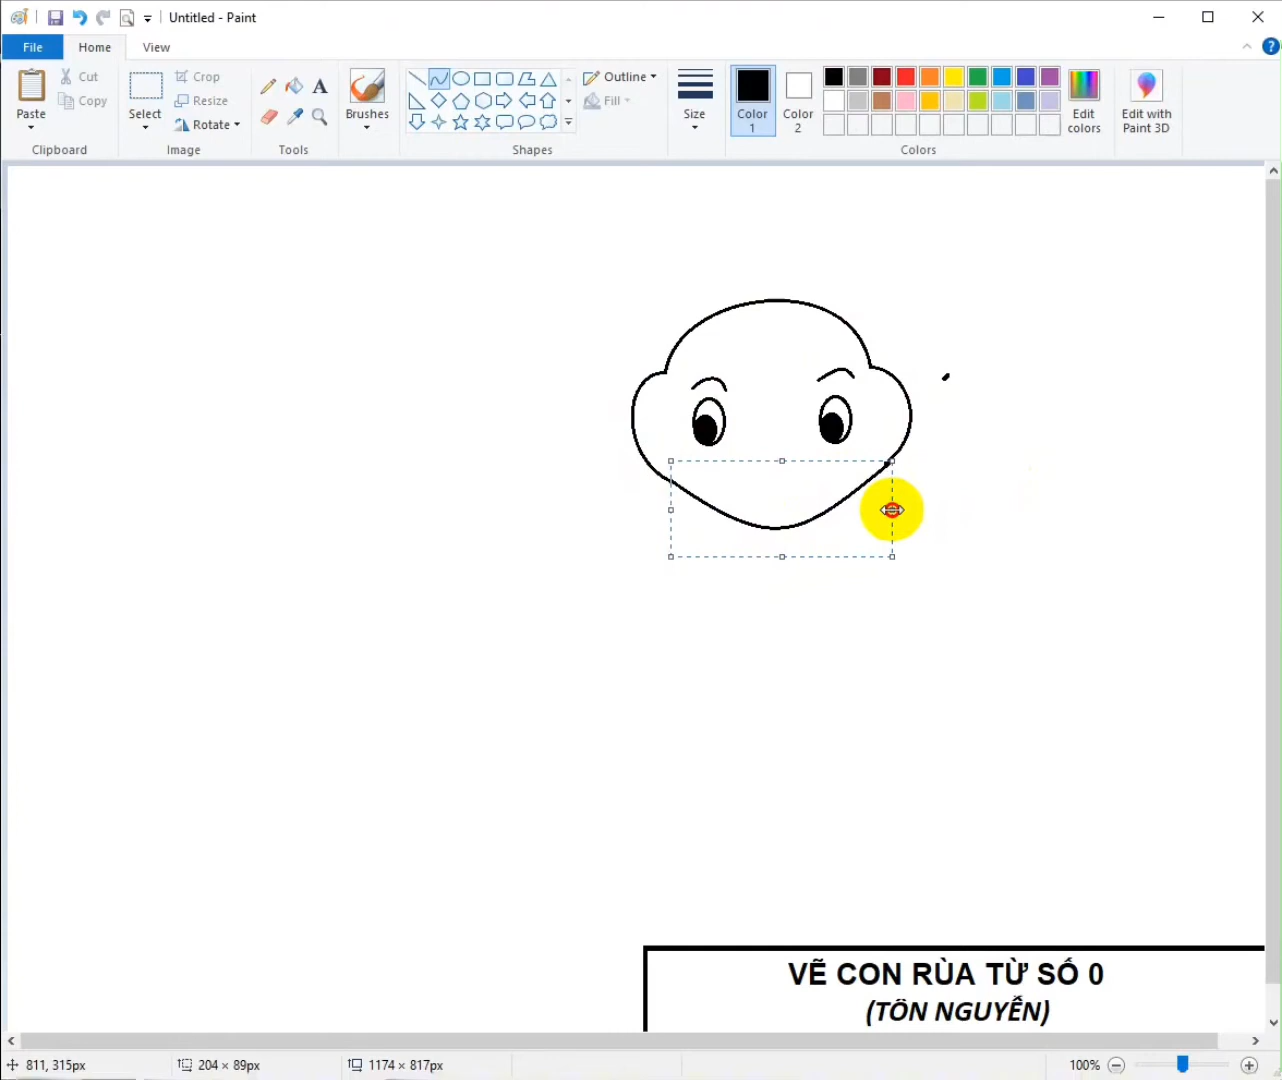 Untitled - Paint
File Home View
Paste Cut Copy Clipboard
Select Crop Resize Rotate Image
A
Tools
Brushes
Outline Fill Shapes
Size
Color 1
Color 2
Edit colors
Colors
Edit with Paint 3D
VẼ CON RÙA TỪ SỐ 0
(TÔN NGUYỄN)
811, 315px 204 × 89px 1174 × 817px 100%